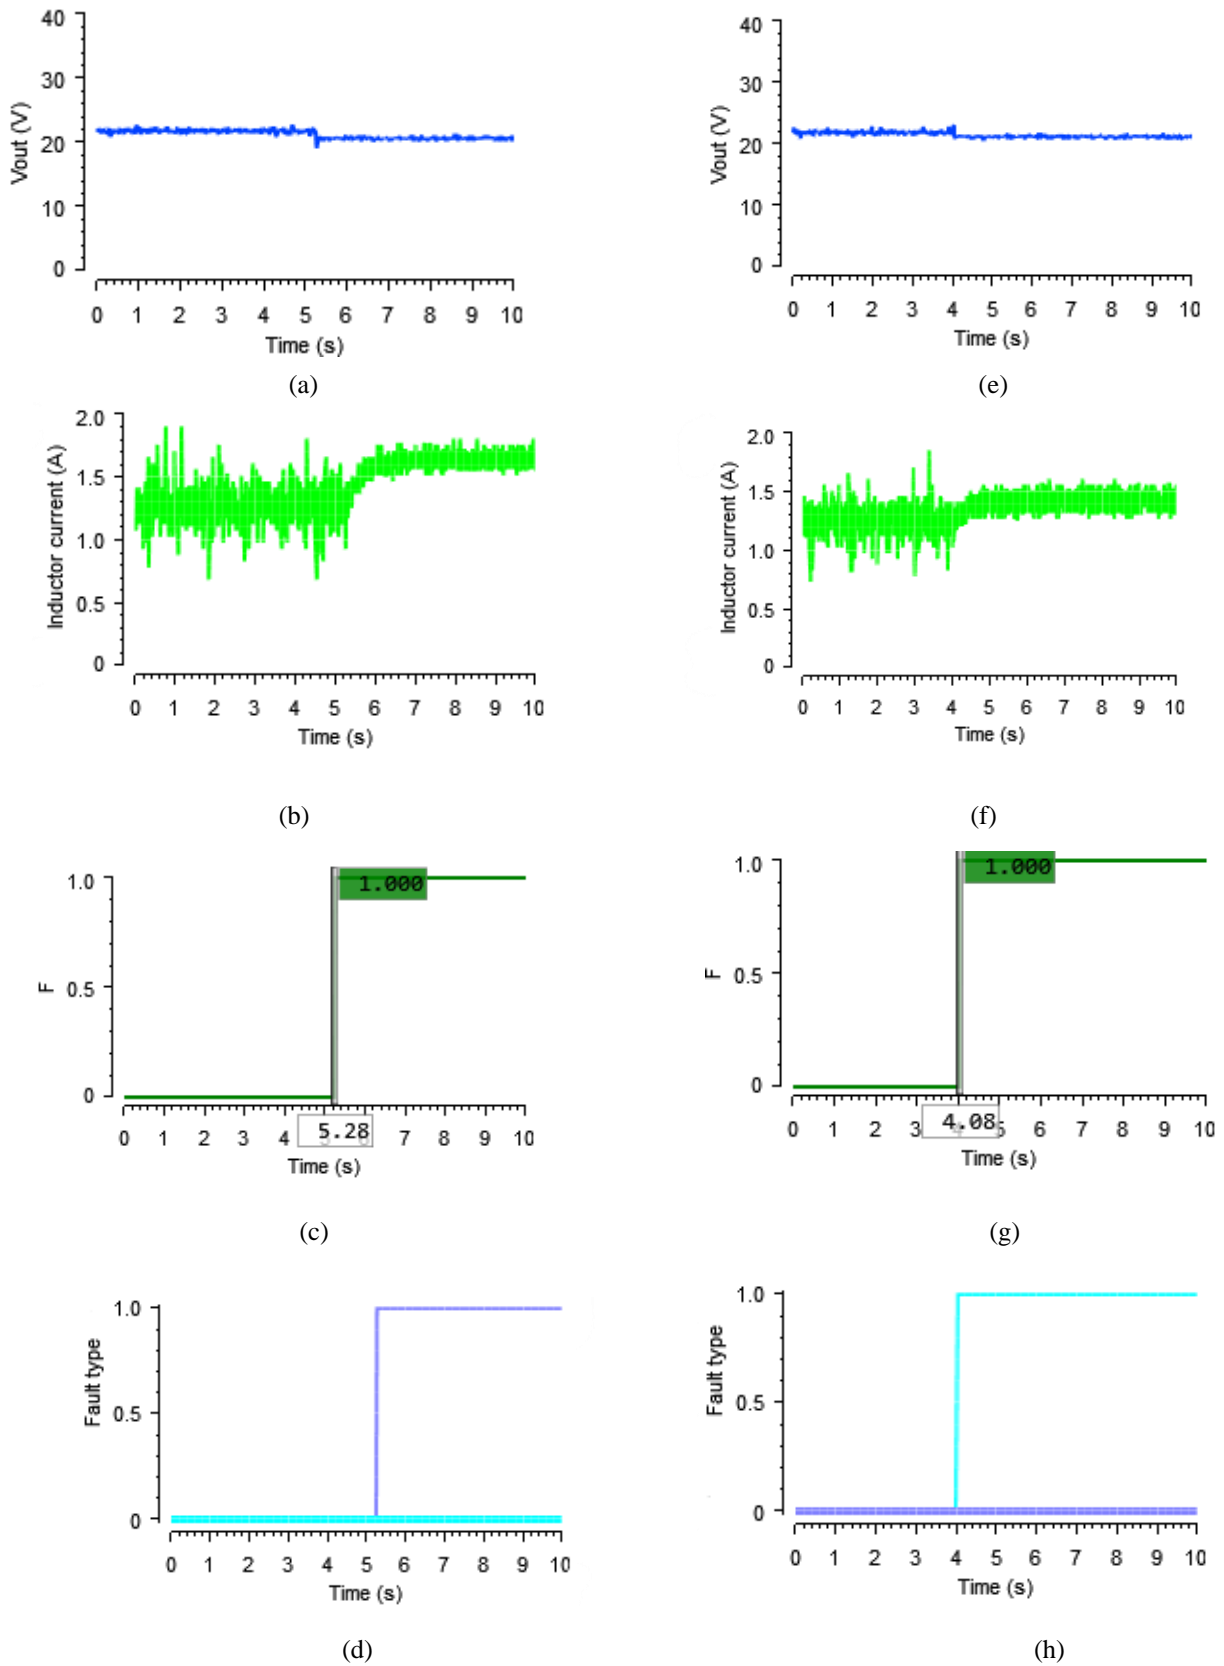 40
30
20
10
0
Vout (V)
0 1 2 3 4 5 6 7 8 9 10
Time (s)
(a)
40
30
20
10
0
Vout (V)
0 1 2 3 4 5 6 7 8 9 10
Time (s)
(e)
2.0
1.5
1.0
0.5
0
Inductor current (A)
0 1 2 3 4 5 6 7 8 9 10
Time (s)
(b)
2.0
1.5
1.0
0.5
0
Inductor current (A)
0 1 2 3 4 5 6 7 8 9 10
Time (s)
(f)
1.0
0.5
0
F
1.000
0 1 2 3 4 5.28 7 8 9 10
Time (s)
(c)
1.0
0.5
0
F
1.000
0 1 2 3 4.08 6 7 8 9 10
Time (s)
(g)
1.0
0.5
0
Fault type
0 1 2 3 4 5 6 7 8 9 10
Time (s)
(d)
1.0
0.5
0
Fault type
0 1 2 3 4 5 6 7 8 9 10
Time (s)
(h)